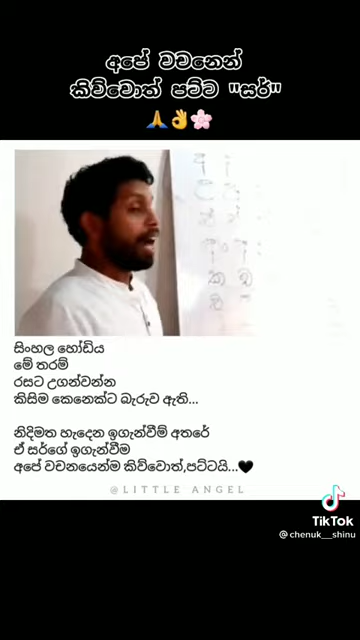 අපේ වචනෙන්
කිව්වොත් පට්ට "සර්"
🙏👌🌸
අ
ක
සිංහල හෝඩිය
මේ තරම්
රසට උගන්වන්න
කිසිම කෙනෙක්ට බැරුව ඇති...
නිදිමත හැදෙන ඉගැන්වීම් අතරේ
ඒ සර්ගේ ඉගැන්වීම
අපේ වචනයෙන්ම කිව්වොත්,පට්ටයි...🖤
@LITTLE ANGEL
TikTok
@chenuk__shinu